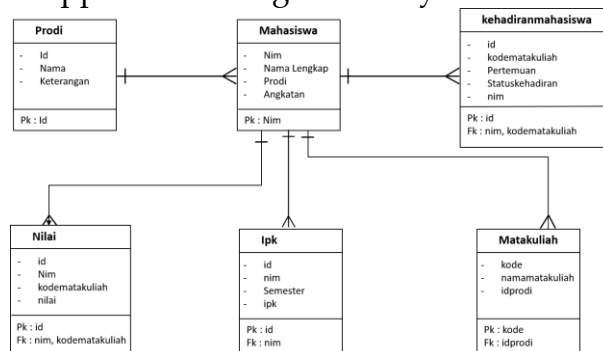 Prodi
- Id
- Nama
- Keterangan
Pk : Id
Mahasiswa
- Nim
- Nama Lengkap
- Prodi
- Angkatan
Pk : Nim
kehadiranmahasiswa
- id
- kodematakuliah
- Pertemuan
- Statuskehadiran
- nim
Pk : id
Fk : nim, kodematakuliah
Nilai
- id
- Nim
- kodematakuliah
- nilai
Pk : id
Fk : nim, kodematakuliah
Ipk
- id
- nim
- Semester
- ipk
Pk : id
Fk : nim
Matakuliah
- kode
- namamatakuliah
- idprodi
Pk : kode
Fk : idprodi